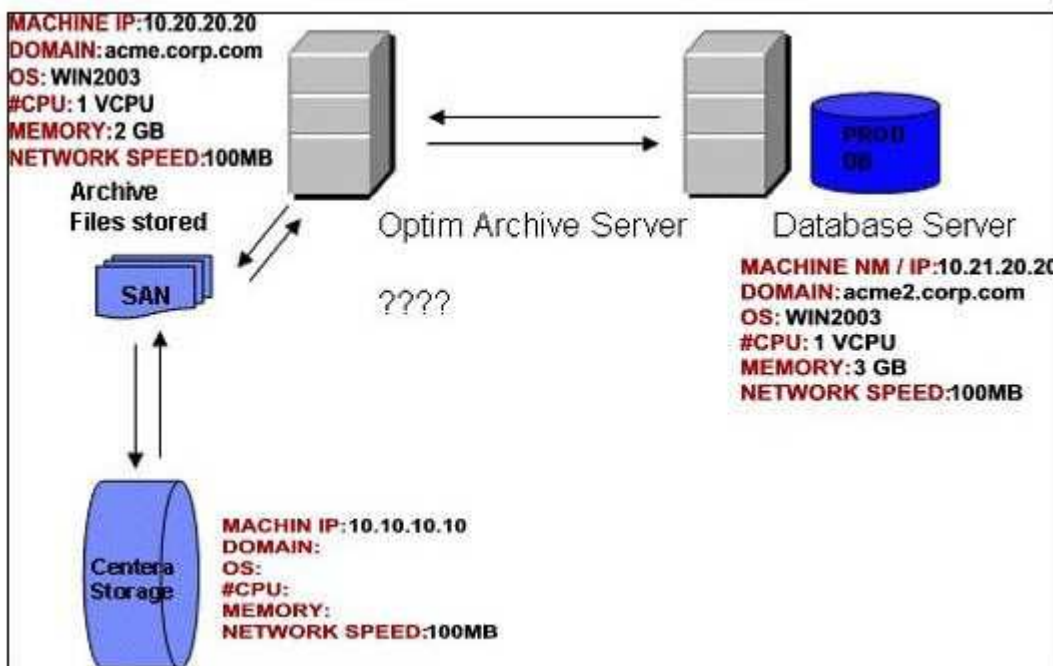 MACHINE IP:10.20.20.20
DOMAIN: acme.corp.com
OS: WIN2003
#CPU: 1 VCPU
MEMORY: 2 GB
NETWORK SPEED:100MB
Archive
Files stored
SAN
Optim Archive Server
????
PROD
DB
Database Server
MACHINE NM / IP:10.21.20.20
DOMAIN: acme2.corp.com
OS: WIN2003
#CPU: 1 VCPU
MEMORY: 3 GB
NETWORK SPEED:100MB
Centera
Storage
MACHIN IP:10.10.10.10
DOMAIN:
OS:
#CPU:
MEMORY:
NETWORK SPEED:100MB